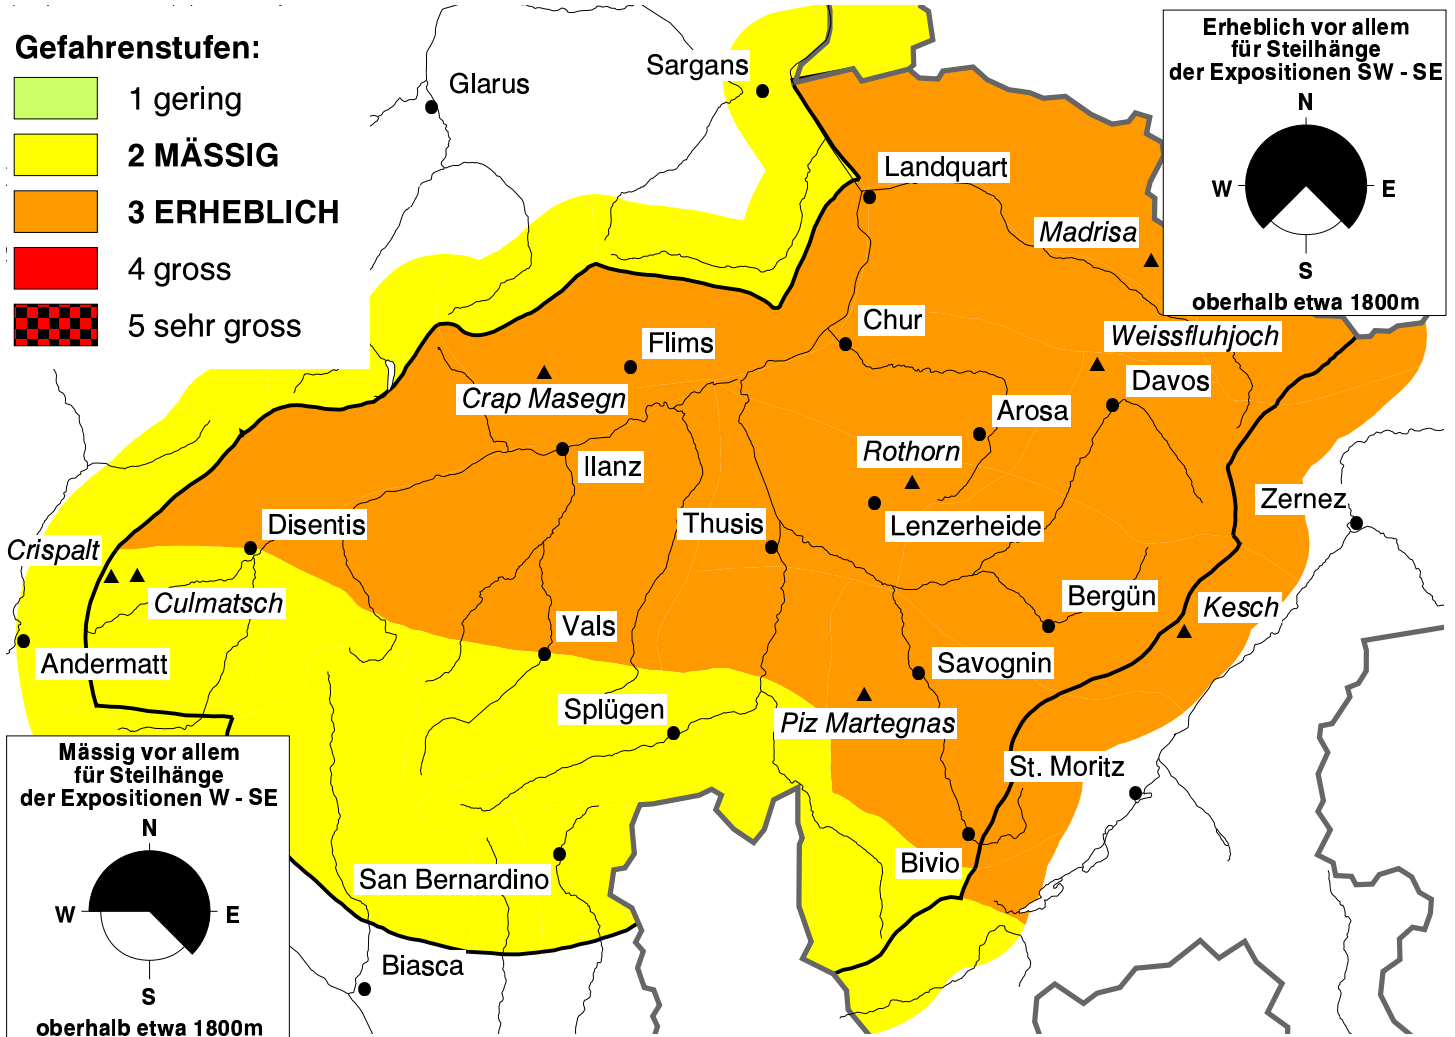 Gefahrenstufen:
1 gering
2 MÄSSIG
3 ERHEBLICH
4 gross
5 sehr gross
Erheblich vor allem
für Steilhänge
der Expositionen SW - SE
N
W
E
S
oberhalb etwa 1800m
Glarus
Sargans
Landquart
Madrisa
Chur
Weissfluhjoch
Flims
Davos
Crap Masegn
Arosa
Rothorn
Ilanz
Zernez
Disentis
Thusis
Lenzerheide
Crispalt
Culmatsch
Bergün
Kesch
Vals
Andermatt
Savognin
Splügen
Piz Martegnas
St. Moritz
Bivio
San Bernardino
Biasca
Mässig vor allem
für Steilhänge
der Expositionen W - SE
N
W
E
S
oberhalb etwa 1800m